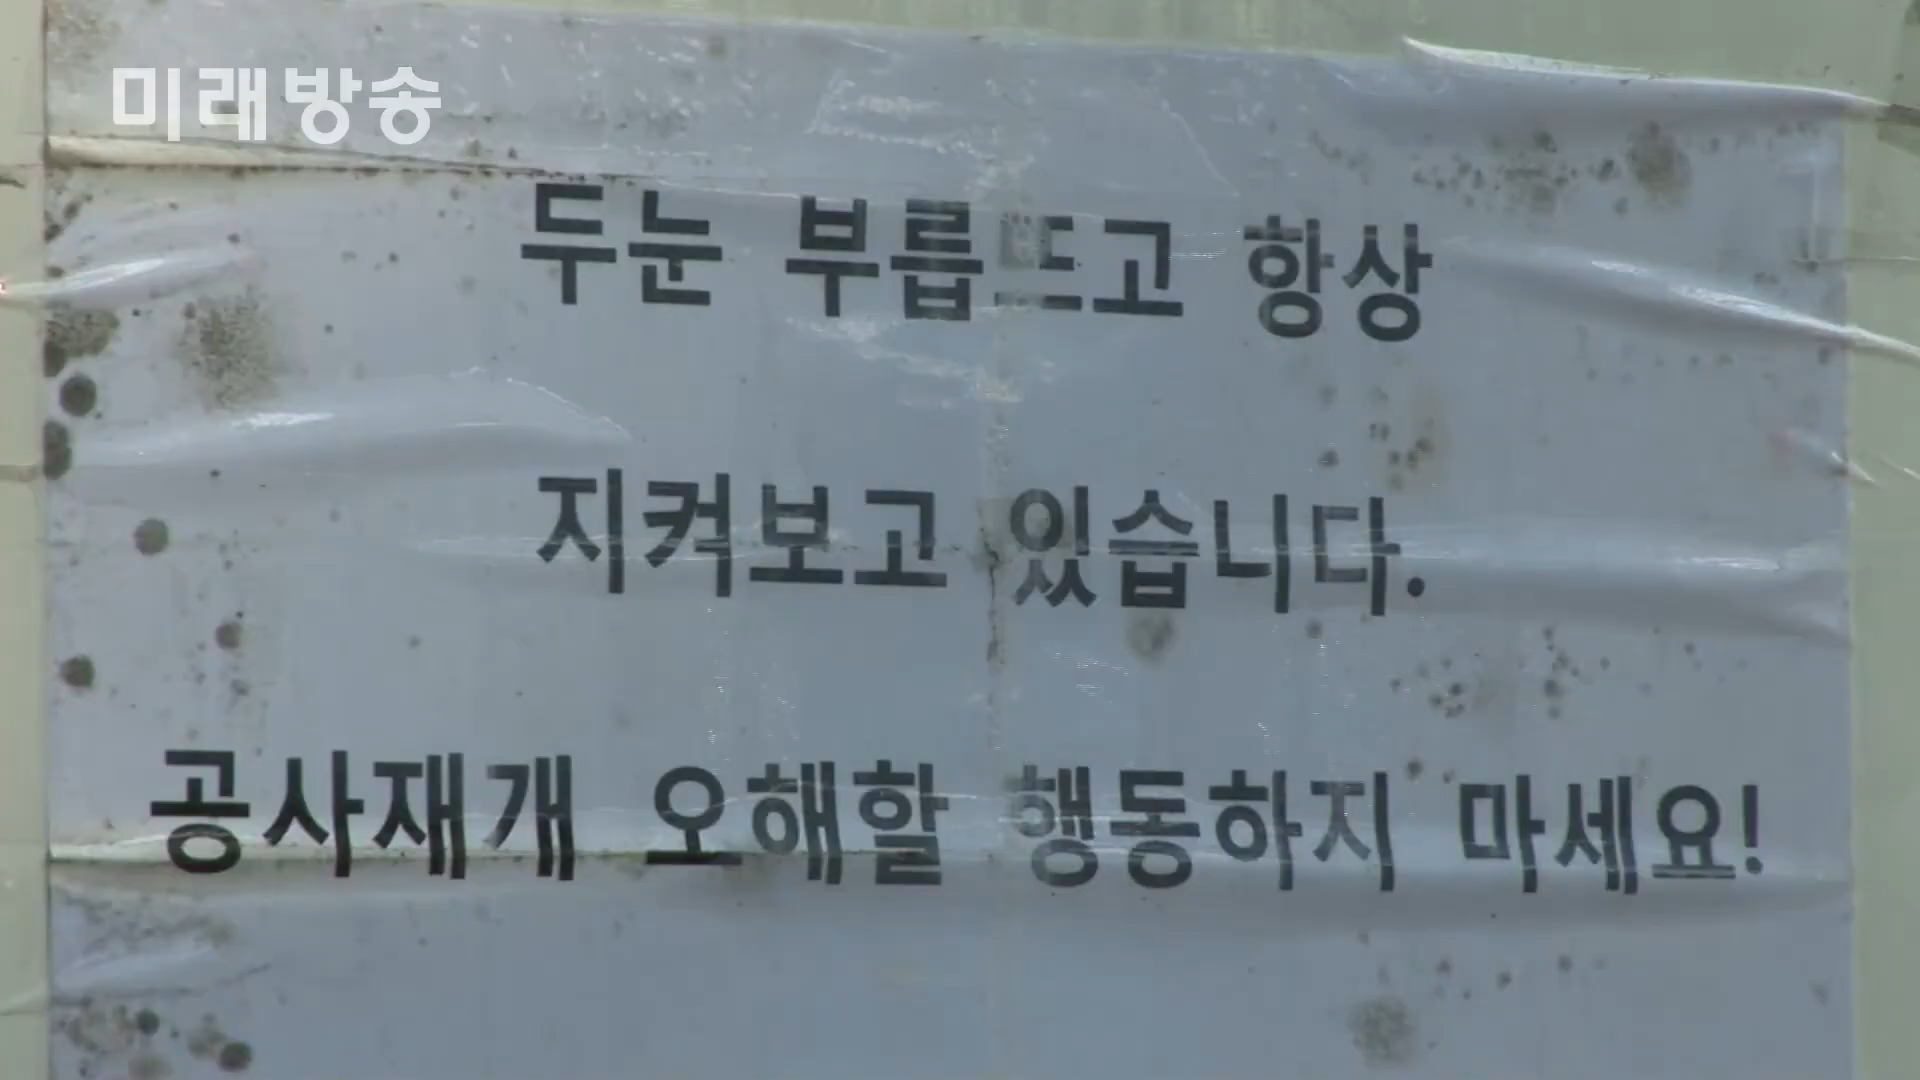 미래방송
두눈 부릅뜨고 항상
지켜보고 있습니다.
공사재개 오해할 행동하지 마세요!